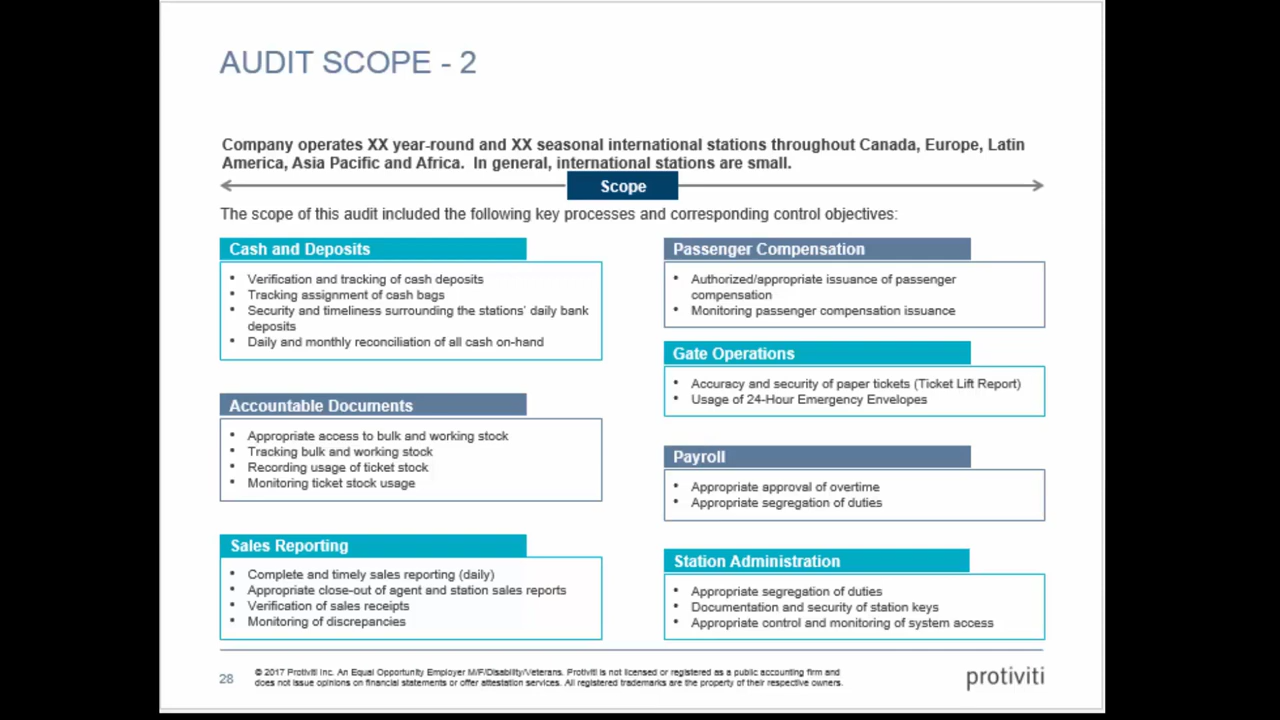 AUDIT SCOPE - 2
Company operates XX year-round and XX seasonal international stations throughout Canada, Europe, Latin
America, Asia Pacific and Africa. In general, international stations are small.
Scope
The scope of this audit included the following key processes and corresponding control objectives:
Cash and Deposits
• Verification and tracking of cash deposits
• Tracking assignment of cash bags
• Security and timeliness surrounding the stations' daily bank
deposits
• Daily and monthly reconciliation of all cash on-hand
Accountable Documents
• Appropriate access to bulk and working stock
• Tracking bulk and working stock
• Recording usage of ticket stock
• Monitoring ticket stock usage
Sales Reporting
• Complete and timely sales reporting (daily)
• Appropriate close-out of agent and station sales reports
• Verification of sales receipts
• Monitoring of discrepancies
Passenger Compensation
• Authorized/appropriate issuance of passenger
compensation
• Monitoring passenger compensation issuance
Gate Operations
• Accuracy and security of paper tickets (Ticket Lift Report)
• Usage of 24-Hour Emergency Envelopes
Payroll
• Appropriate approval of overtime
• Appropriate segregation of duties
Station Administration
• Appropriate segregation of duties
• Documentation and security of station keys
• Appropriate control and monitoring of system access
28
© 2017 Protiviti Inc. An Equal Opportunity Employer M/F/Disability/Veterans. Protiviti is not licensed or registered as a public accounting firm and
does not issue opinions on financial statements or offer attestation services. All registered trademarks are the property of their respective owners.
protiviti